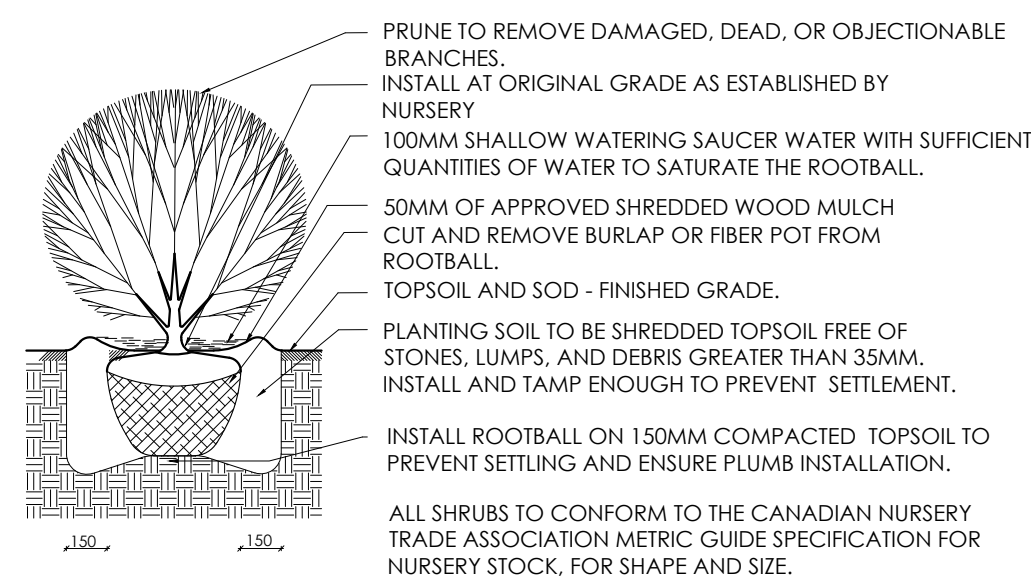 PRUNE TO REMOVE DAMAGED, DEAD, OR OBJECTIONABLE
BRANCHES.
INSTALL AT ORIGINAL GRADE AS ESTABLISHED BY
NURSERY
100MM SHALLOW WATERING SAUCER WATER WITH SUFFICIENT
QUANTITIES OF WATER TO SATURATE THE ROOTBALL.
50MM OF APPROVED SHREDDED WOOD MULCH
CUT AND REMOVE BURLAP OR FIBER POT FROM
ROOTBALL.
TOPSOIL AND SOD - FINISHED GRADE.
PLANTING SOIL TO BE SHREDDED TOPSOIL FREE OF
STONES, LUMPS, AND DEBRIS GREATER THAN 35MM.
INSTALL AND TAMP ENOUGH TO PREVENT SETTLEMENT.
INSTALL ROOTBALL ON 150MM COMPACTED TOPSOIL TO
PREVENT SETTLING AND ENSURE PLUMB INSTALLATION.
ALL SHRUBS TO CONFORM TO THE CANADIAN NURSERY
TRADE ASSOCIATION METRIC GUIDE SPECIFICATION FOR
NURSERY STOCK, FOR SHAPE AND SIZE.
150 150